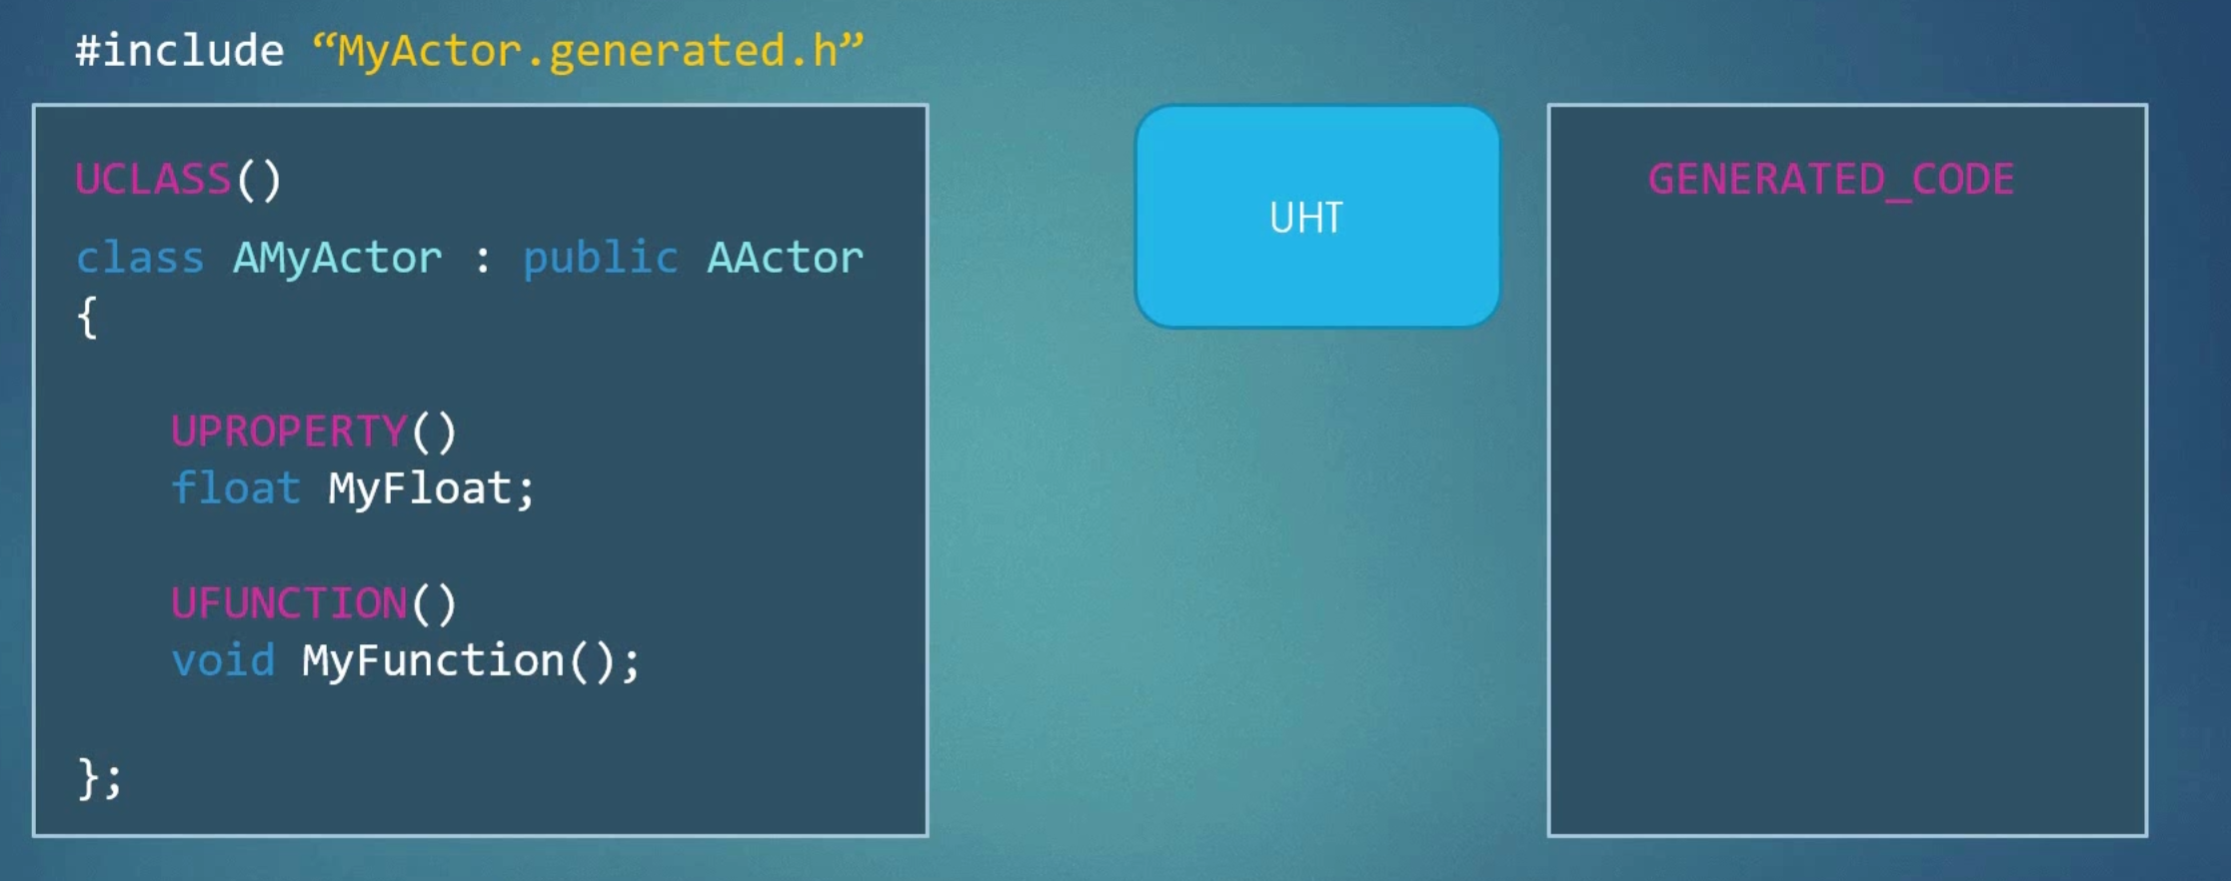 #include “MyActor.generated.h”
UCLASS()
class AMyActor : public AActor
{
UPROPERTY()
float MyFloat;
UFUNCTION()
void MyFunction();
};
UHT
GENERATED_CODE